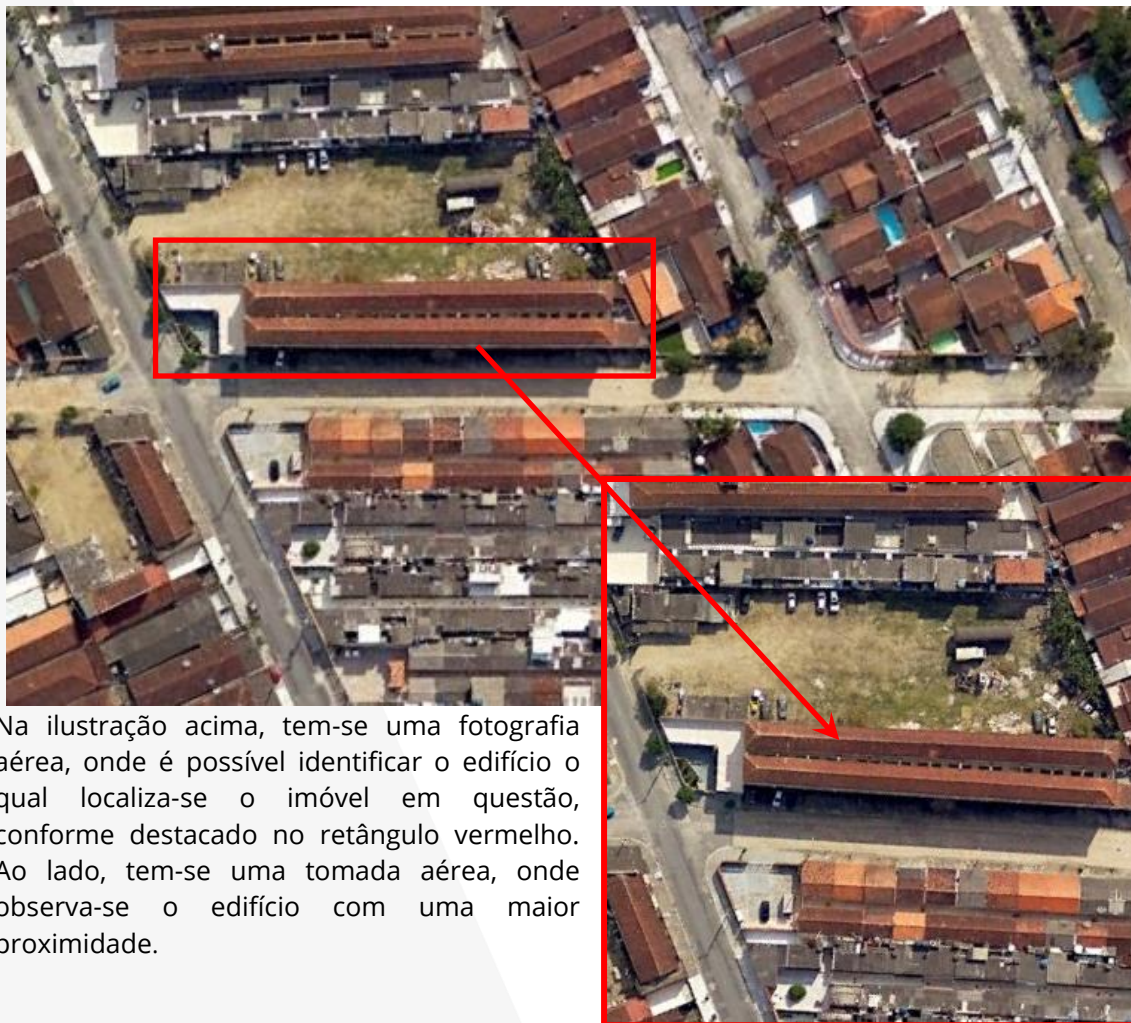 Na ilustração acima, tem-se uma fotografia
aérea, onde é possível identificar o edifício o
qual localiza-se o imóvel em questão,
conforme destacado no retângulo vermelho.
Ao lado, tem-se uma tomada aérea, onde
observa-se o edifício com uma maior
proximidade.